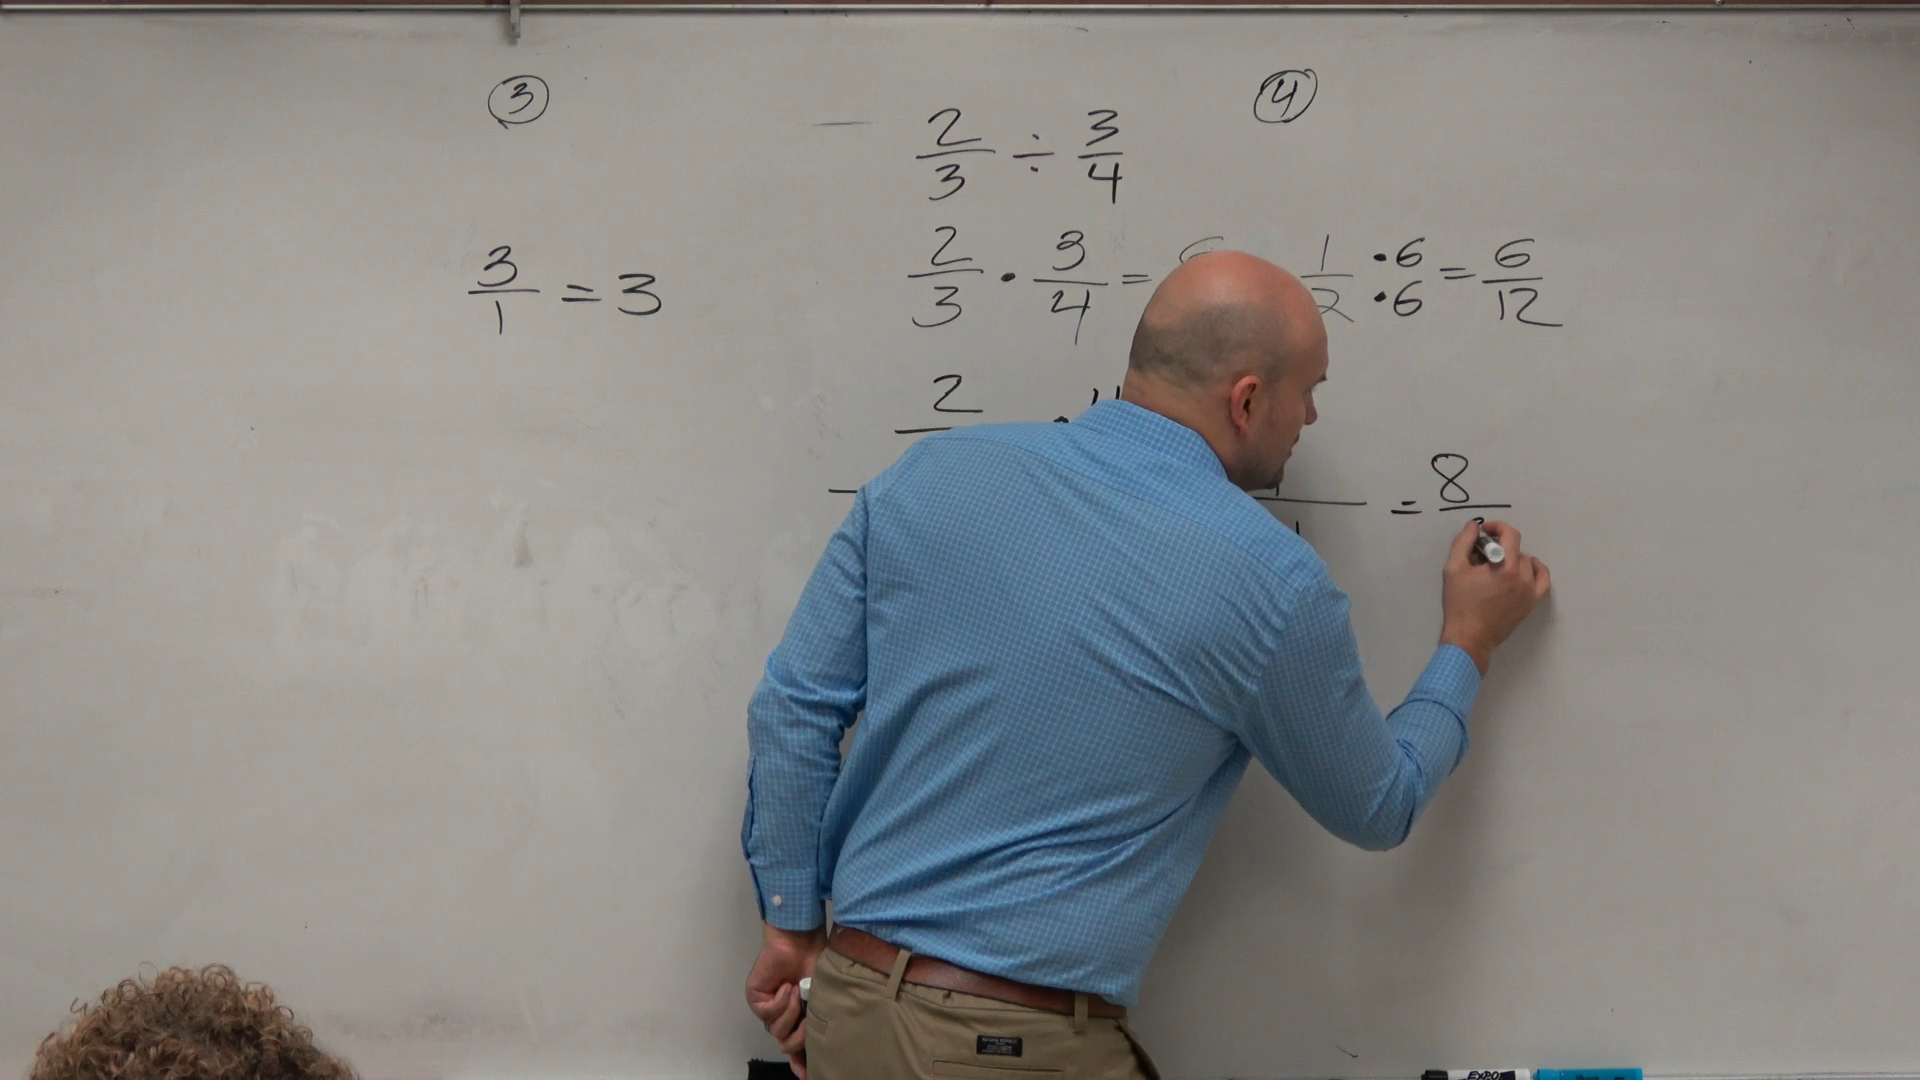 ③ ④
2/3 ÷ 3/4
3/1 = 3
2/3 · 3/4 = 1/2 ·6/·6 = 6/12
2
= 8
EXPO